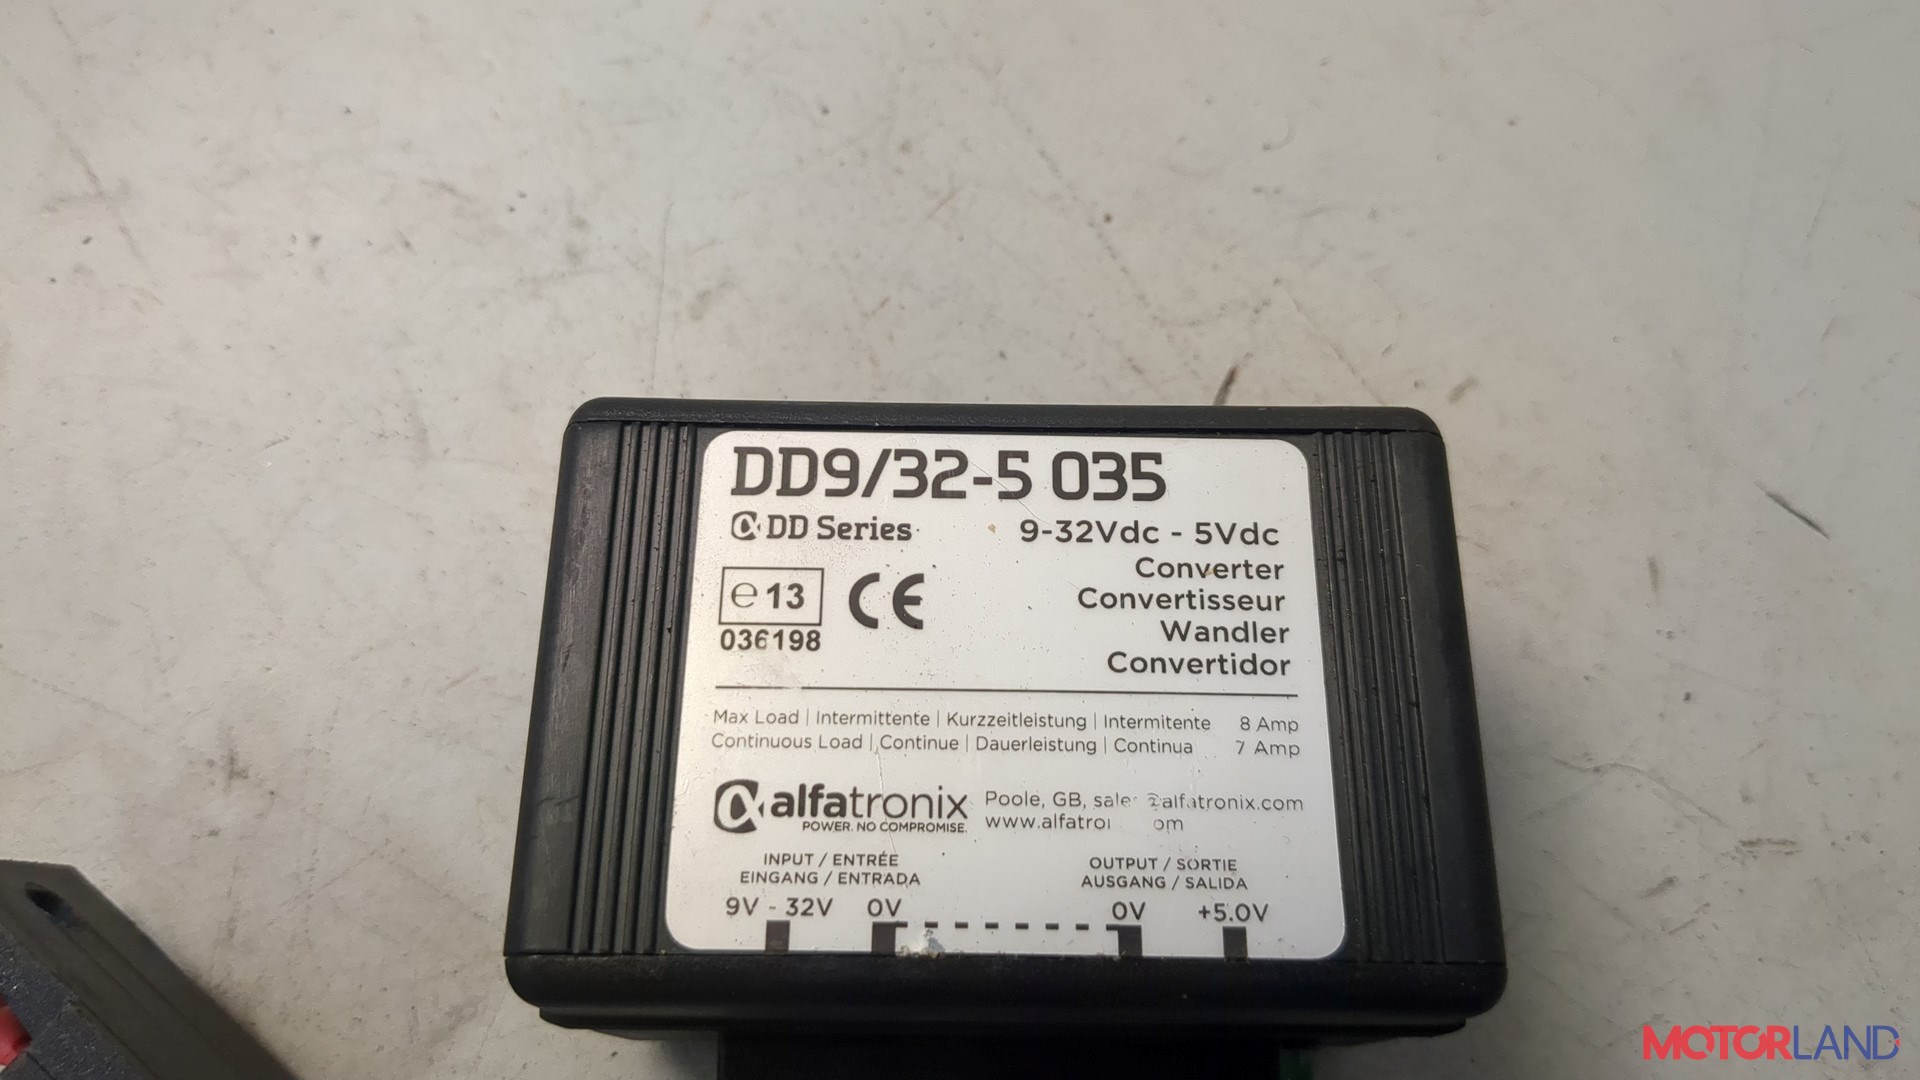 DD9/32-5 035
DD Series
9-32Vdc - 5Vdc
Converter
Convertisseur
Wandler
Convertidor
e 13
036198
CE
Max Load | Intermittente | Kurzzeitleistung | Intermitente 8 Amp
Continuous Load | Continue | Dauerleistung | Continua 7 Amp
alfatronix
POWER. NO COMPROMISE.
Poole, GB,
INPUT / ENTRÉE
EINGANG / ENTRADA
OUTPUT / SORTIE
AUSGANG / SALIDA
9V - 32V 0V 0V +5.0V
MOTORLAND